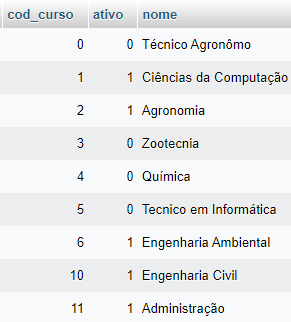 cod_curso ativo nome
0 0 Técnico Agronômo
1 1 Ciências da Computação
2 1 Agronomia
3 0 Zootecnia
4 0 Química
5 0 Tecnico em Informática
6 1 Engenharia Ambiental
10 1 Engenharia Civil
11 1 Administração